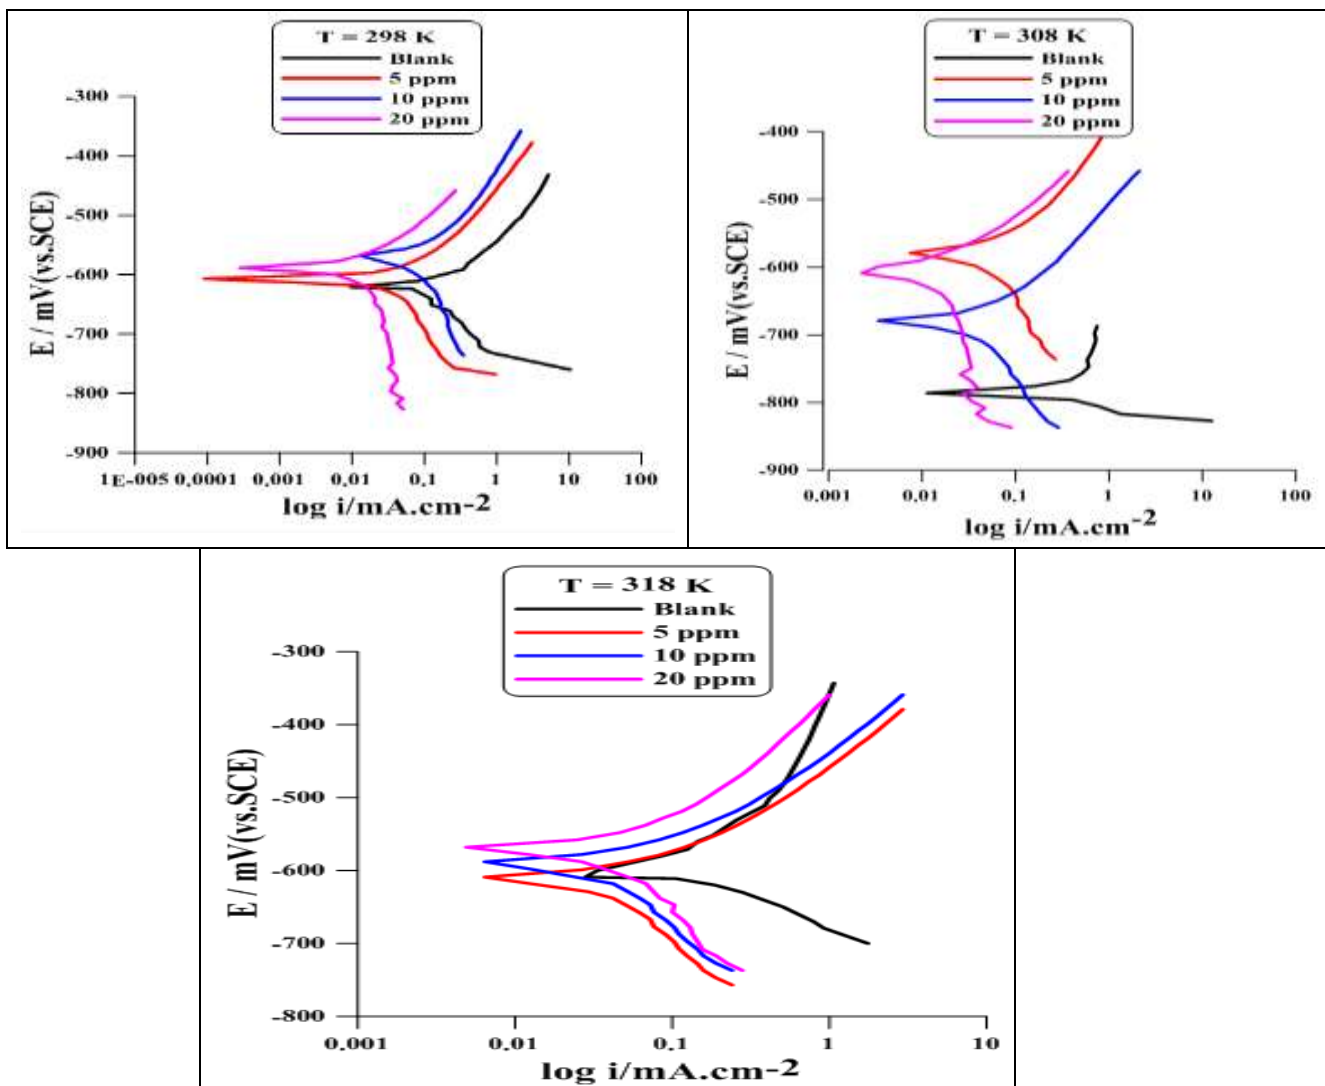 T = 298 K
Blank
5 ppm
10 ppm
20 ppm
-300
-400
-500
-600
-700
-800
-900
E / mV(vs.SCE)
1E-005 0.0001 0.001 0.01 0.1 1 10 100
log i/mA.cm-2
T = 308 K
Blank
5 ppm
10 ppm
20 ppm
-400
-500
-600
-700
-800
-900
E / mV(vs.SCE)
0.001 0.01 0.1 1 10 100
log i/mA.cm-2
T = 318 K
Blank
5 ppm
10 ppm
20 ppm
-300
-400
-500
-600
-700
-800
E / mV(vs.SCE)
0.001 0.01 0.1 1 10
log i/mA.cm-2